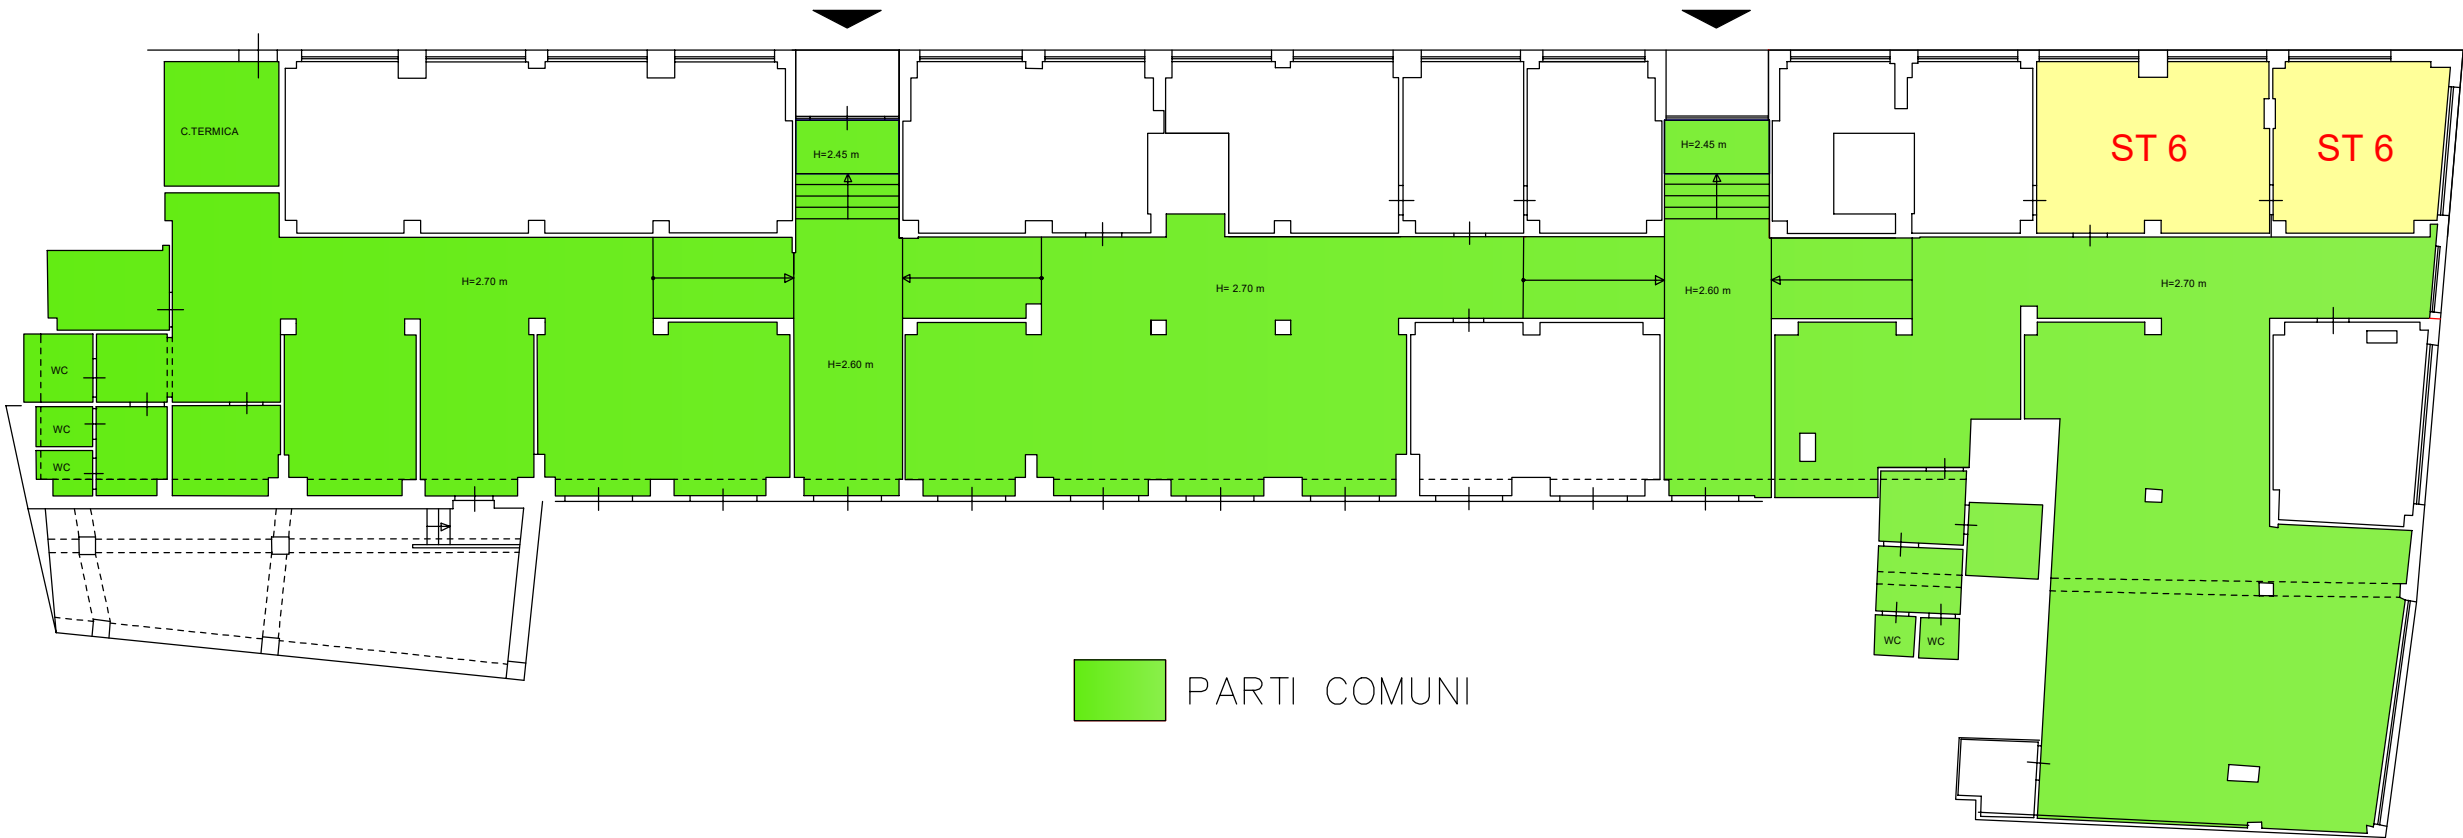 C.TERMICA
H=2.45 m
H=2.45 m
ST 6
ST 6
H=2.70 m
H= 2.70 m
H=2.60 m
H=2.70 m
H=2.60 m
WC
WC
WC
WC
WC
PARTI COMUNI